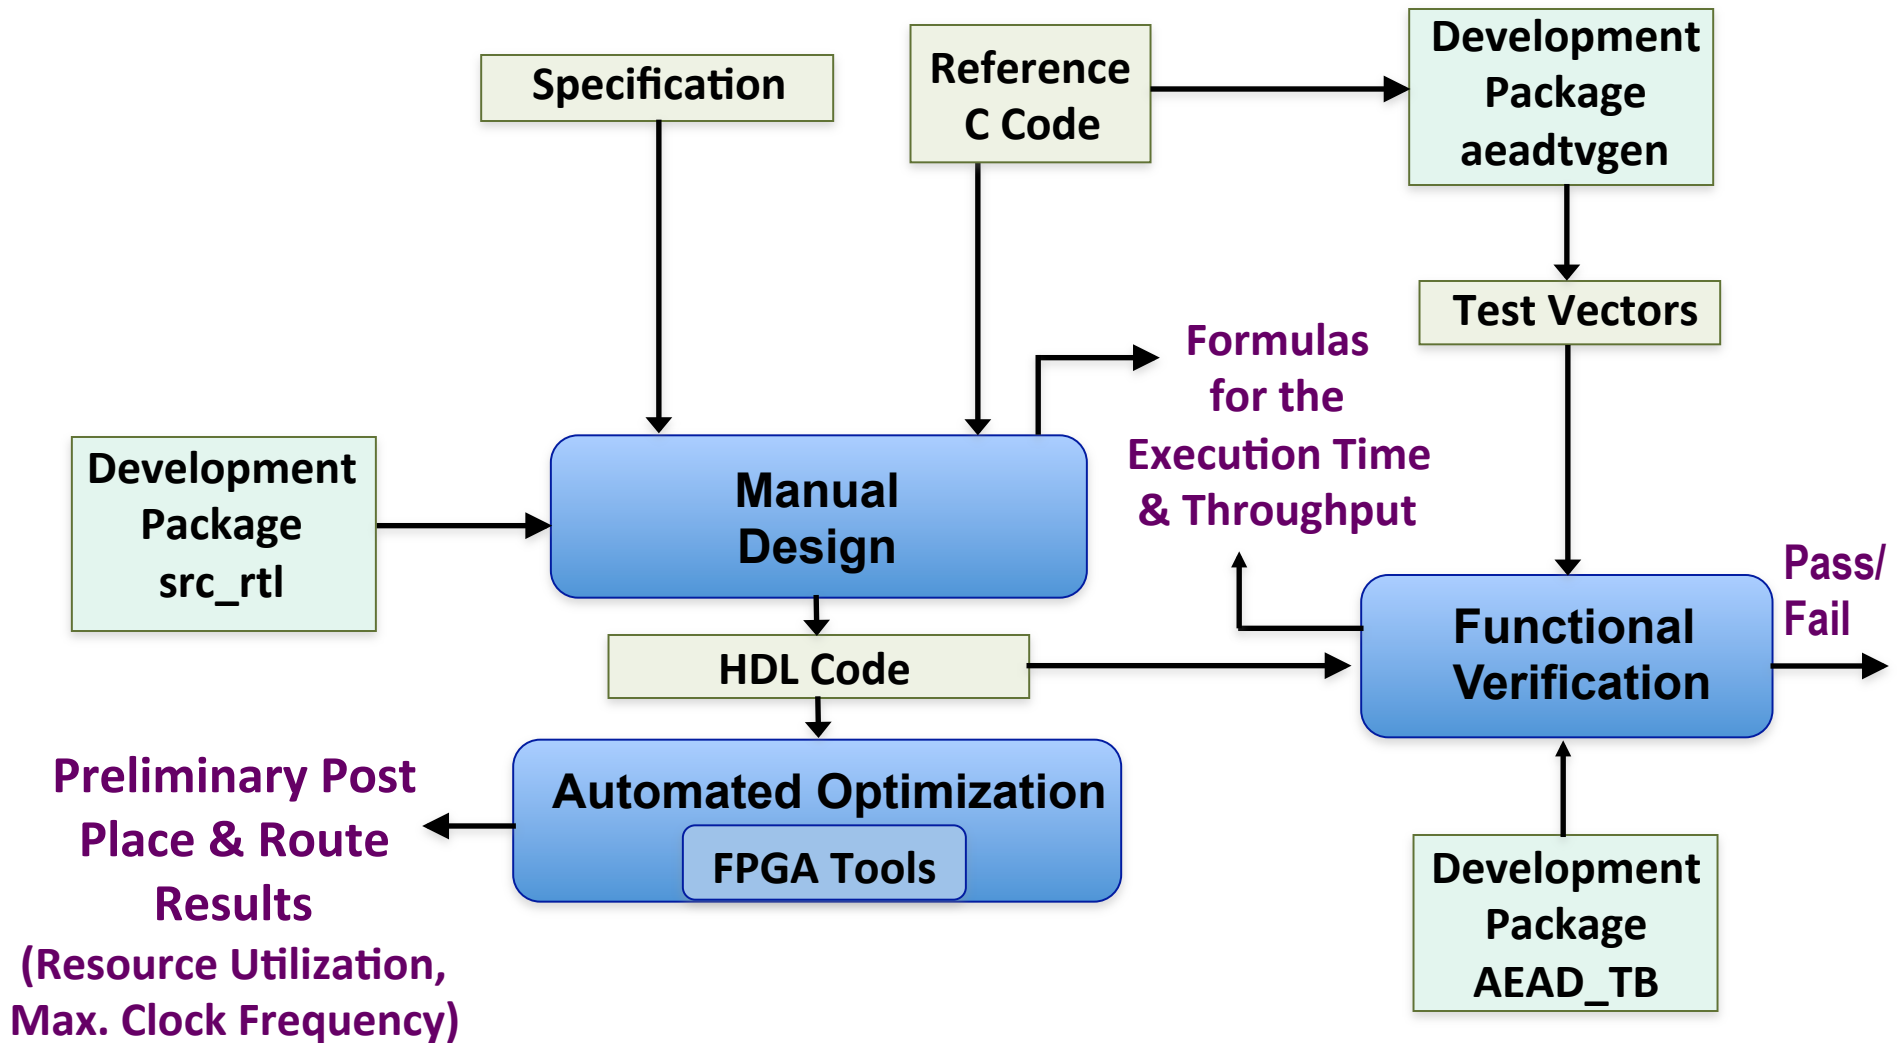 Specification
Reference
C Code
Development
Package
aeadtvgen
Test Vectors
Formulas
for the
Execution Time
& Throughput
Development
Package
src_rtl
Manual
Design
Pass/
Fail
Functional
Verification
HDL Code
Preliminary Post
Place & Route
Results
(Resource Utilization,
Max. Clock Frequency)
Automated Optimization
FPGA Tools
Development
Package
AEAD_TB